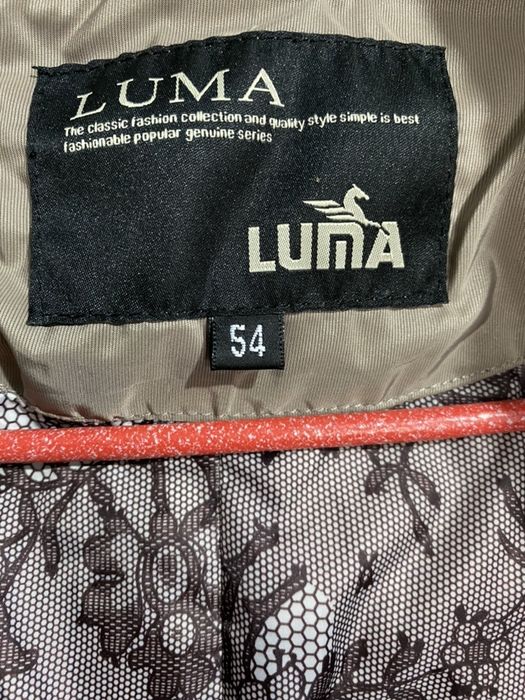 LUMA
The classic fashion collection and quality style simple is best
fashionable popular genuine series
LUMA
54